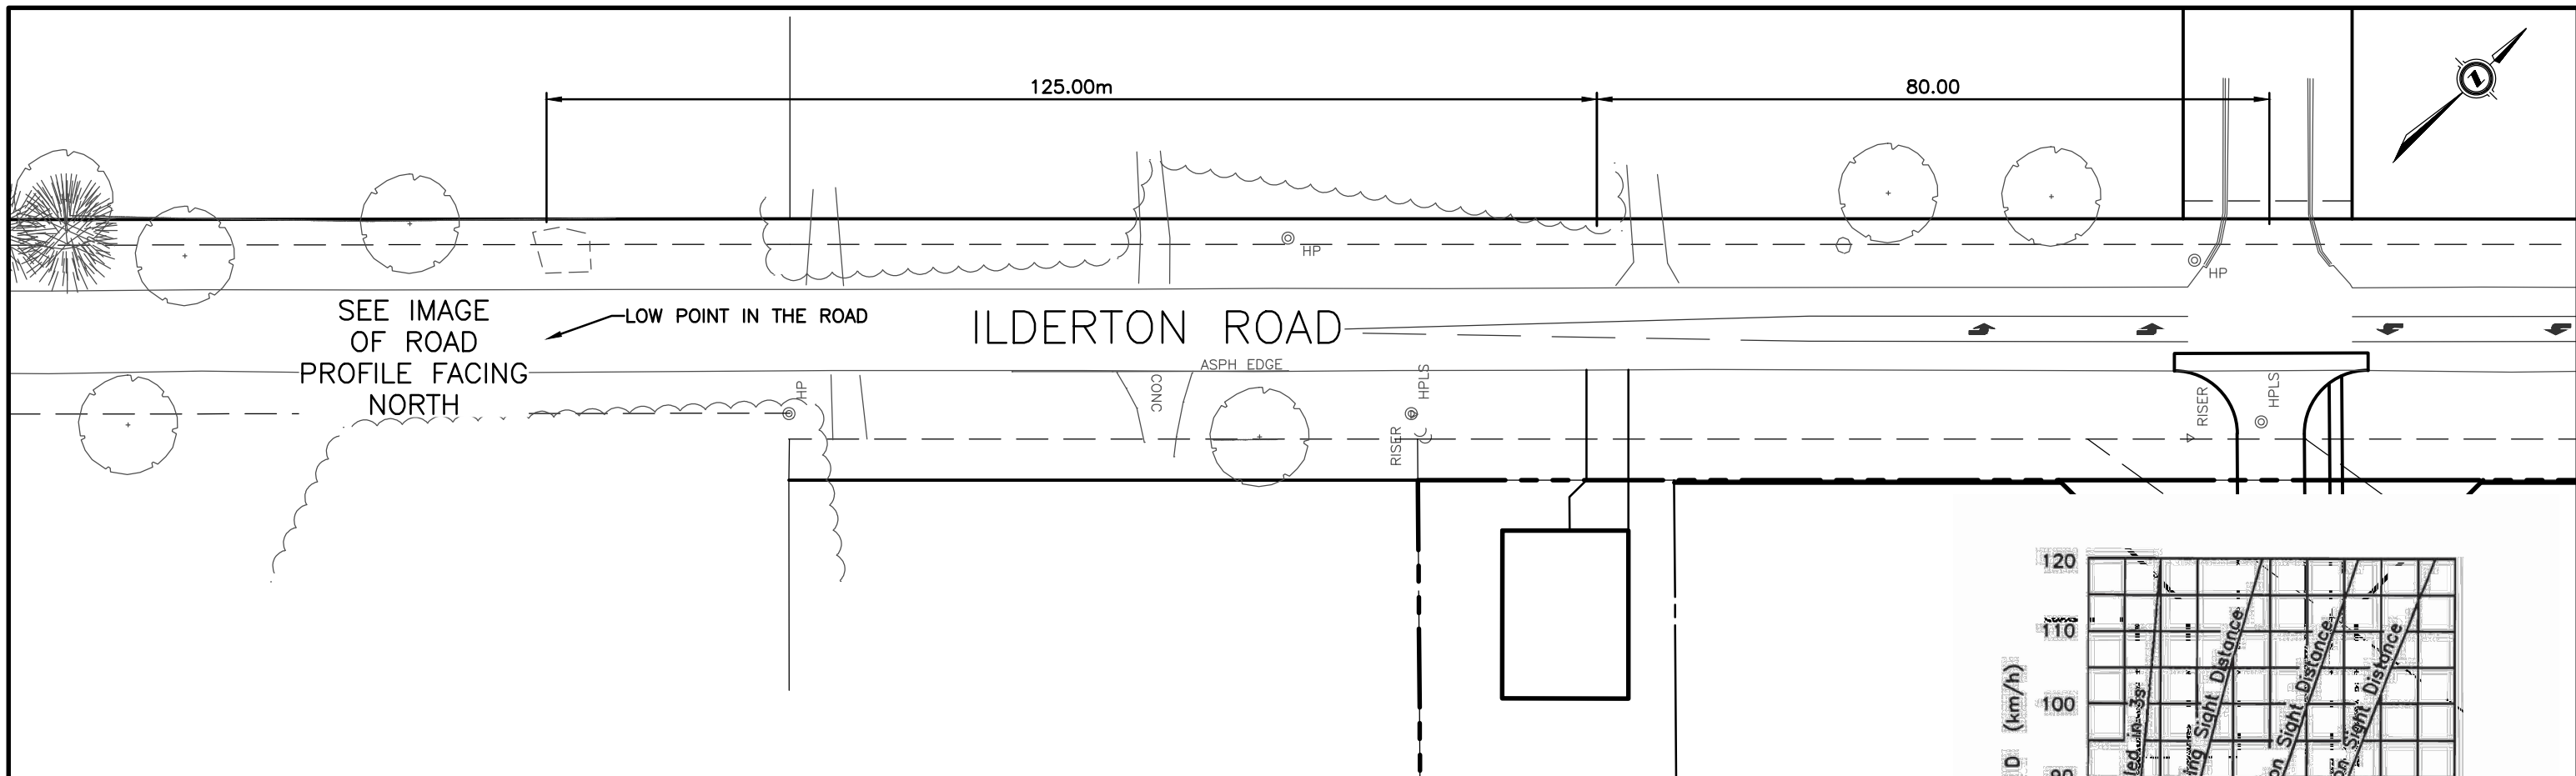 125.00m
80.00
HP
HP
SEE IMAGE
OF ROAD
PROFILE FACING
NORTH
LOW POINT IN THE ROAD
ILDERTON ROAD
ASPH EDGE
HP
CONC
HPLS
RISER
RISER
HPLS
120
110
100
90
(km/h)
Sight Distance
Sight Distance
Sight Distance